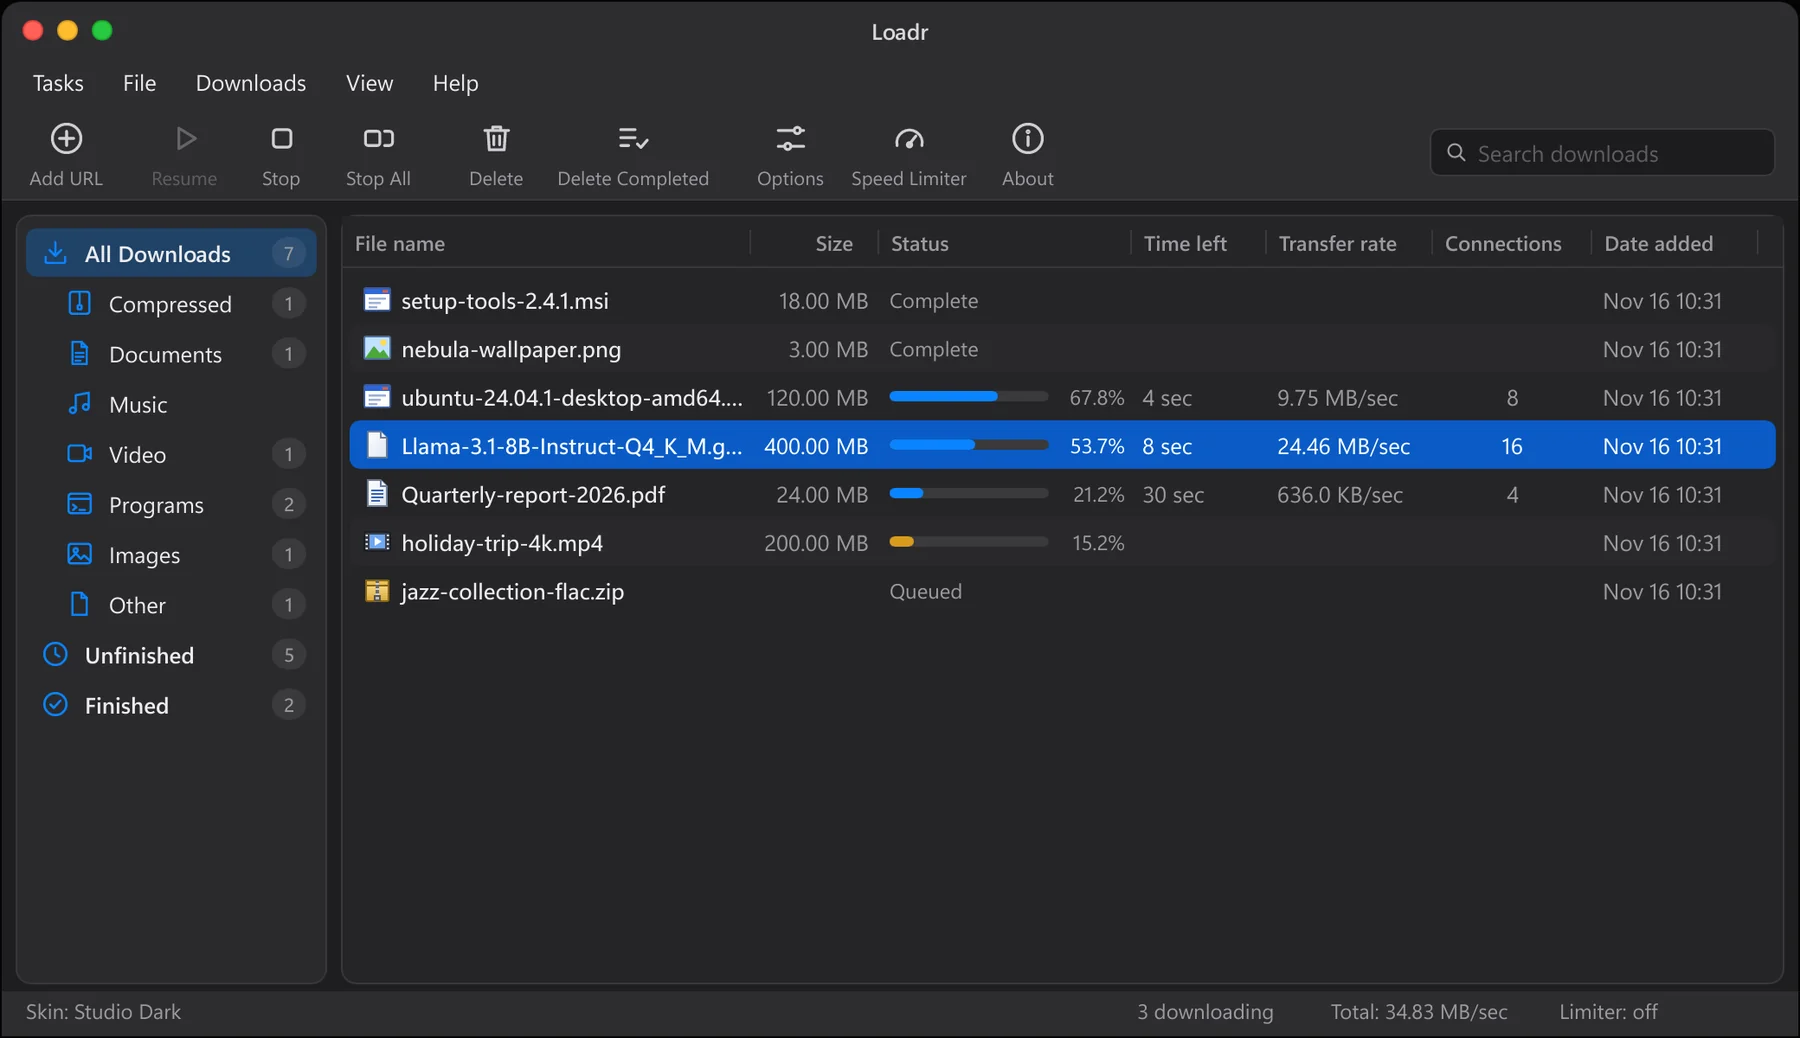 Loadr
Tasks File Downloads View Help
Add URL Resume Stop Stop All Delete Delete Completed Options Speed Limiter About Search downloads
All Downloads 7
Compressed 1
Documents 1
Music
Video 1
Programs 2
Images 1
Other 1
Unfinished 5
Finished 2
File name Size Status Time left Transfer rate Connections Date added
setup-tools-2.4.1.msi 18.00 MB Complete Nov 16 10:31
nebula-wallpaper.png 3.00 MB Complete Nov 16 10:31
ubuntu-24.04.1-desktop-amd64.... 120.00 MB 67.8% 4 sec 9.75 MB/sec 8 Nov 16 10:31
Llama-3.1-8B-Instruct-Q4_K_M.g... 400.00 MB 53.7% 8 sec 24.46 MB/sec 16 Nov 16 10:31
Quarterly-report-2026.pdf 24.00 MB 21.2% 30 sec 636.0 KB/sec 4 Nov 16 10:31
holiday-trip-4k.mp4 200.00 MB 15.2% Nov 16 10:31
jazz-collection-flac.zip Queued Nov 16 10:31
Skin: Studio Dark 3 downloading Total: 34.83 MB/sec Limiter: off